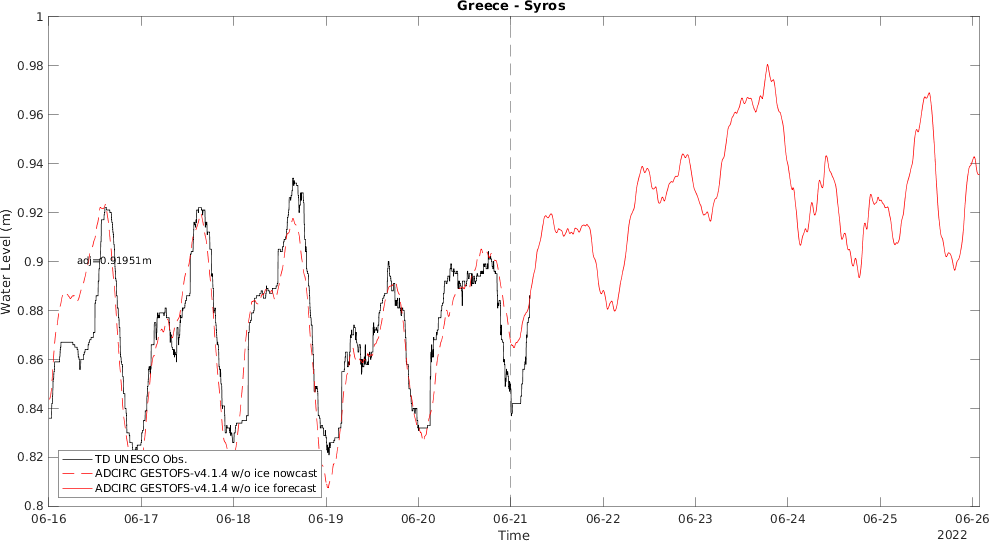 Greece - Syros
Water Level (m)
1
0.98
0.96
0.94
0.92
0.9
0.88
0.86
0.84
0.82
0.8
adj=0.91951m
TD UNESCO Obs.
ADCIRC GESTOFS-v4.1.4 w/o ice nowcast
ADCIRC GESTOFS-v4.1.4 w/o ice forecast
06-16 06-17 06-18 06-19 06-20 06-21 06-22 06-23 06-24 06-25 06-26
Time
2022